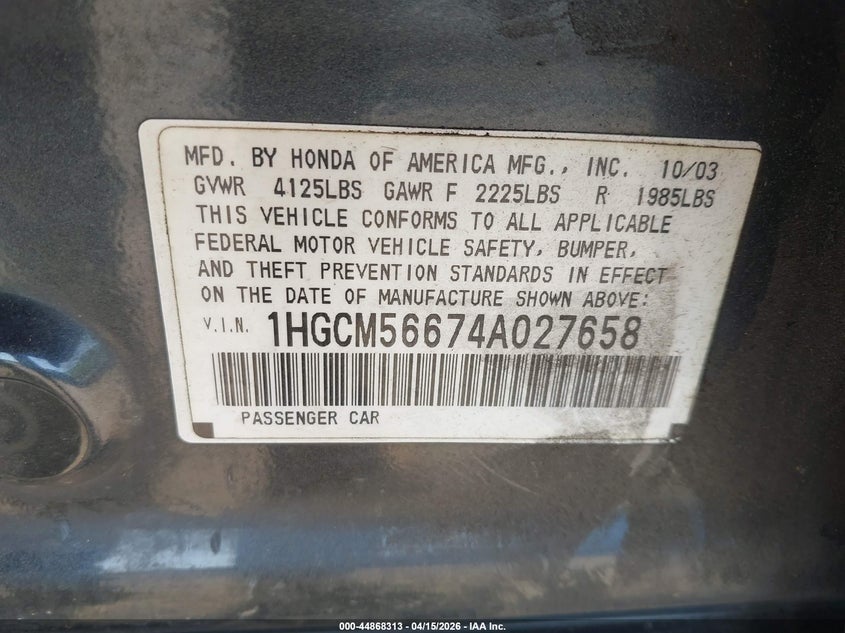 MFD. BY HONDA OF AMERICA MFG., INC. 10/03
GVWR 4125LBS GAWR F 2225LBS R 1985LBS
THIS VEHICLE CONFORMS TO ALL APPLICABLE
FEDERAL MOTOR VEHICLE SAFETY, BUMPER,
AND THEFT PREVENTION STANDARDS IN EFFECT
ON THE DATE OF MANUFACTURE SHOWN ABOVE:
V.I.N. 1HGCM56674A027658
PASSENGER CAR
000-44868313 - 04/15/2026 - IAA Inc.